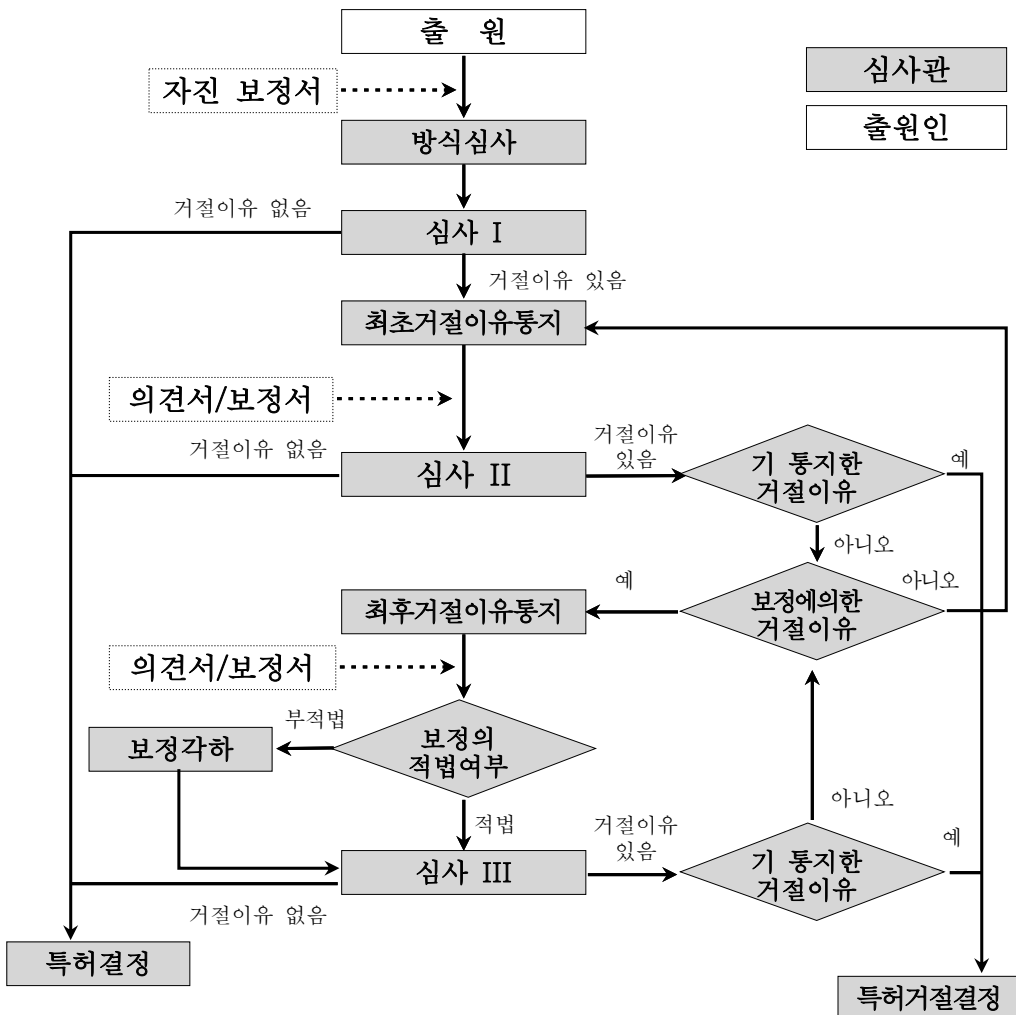 출 원
심사관
자진 보정서
출원인
방식심사
거절이유 없음
심사 I
거절이유 있음
최초거절이유통지
의견서/보정서
거절이유 없음
심사 II
거절이유
있음
기 통지한
거절이유
예
아니오
예
아니오
최후거절이유통지
보정에의한
거절이유
의견서/보정서
부적법
보정각하
보정의
적법여부
적법
아니오
심사 III
거절이유
있음
기 통지한
거절이유
예
거절이유 없음
특허결정
특허거절결정